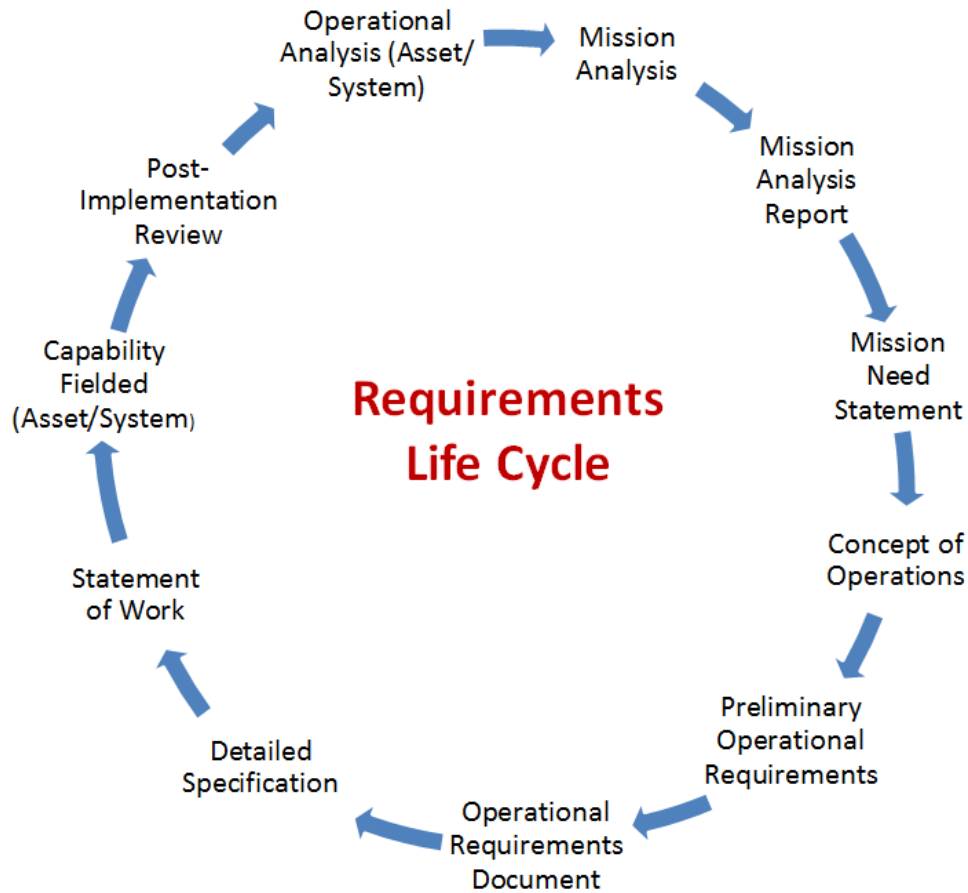 Operational
Analysis (Asset/
System)
Mission
Analysis
Mission
Analysis
Report
Mission
Need
Statement
Concept of
Operations
Preliminary
Operational
Requirements
Operational
Requirements
Document
Detailed
Specification
Statement
of Work
Capability
Fielded
(Asset/System)
Post-
Implementation
Review
Requirements
Life Cycle